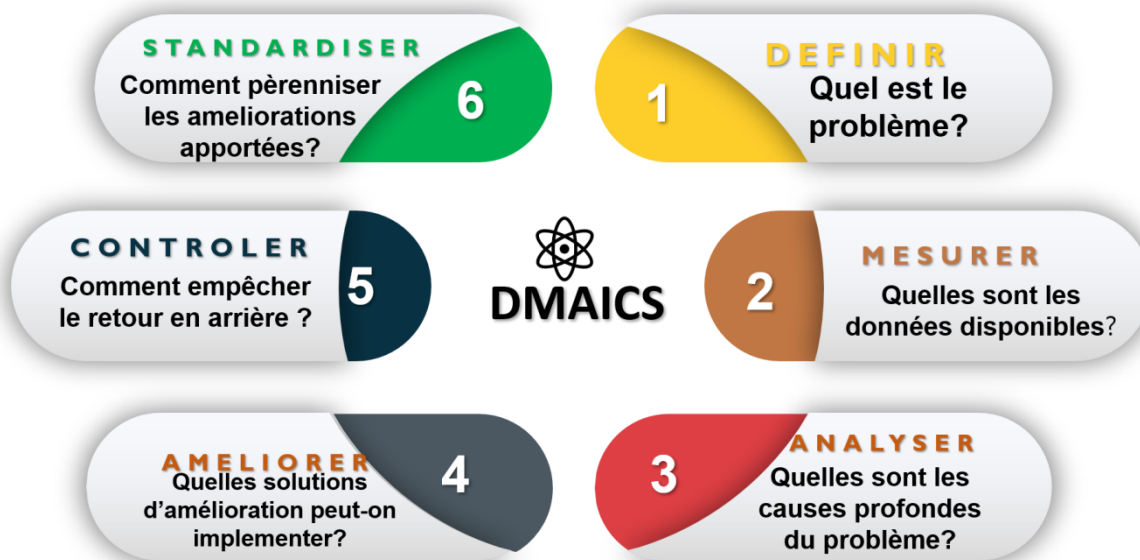 DEFINIR
Quel est le
problème?
1
MESURER
Quelles sont les
données disponibles?
2
ANALYSER
Quelles sont les
causes profondes
du problème?
3
AMELIORER
Quelles solutions
d’amélioration peut-on
implementer?
4
CONTROLER
Comment empêcher
le retour en arrière ?
5
STANDARDISER
Comment pèrenniser
les ameliorations
apportées?
6
DMAICS